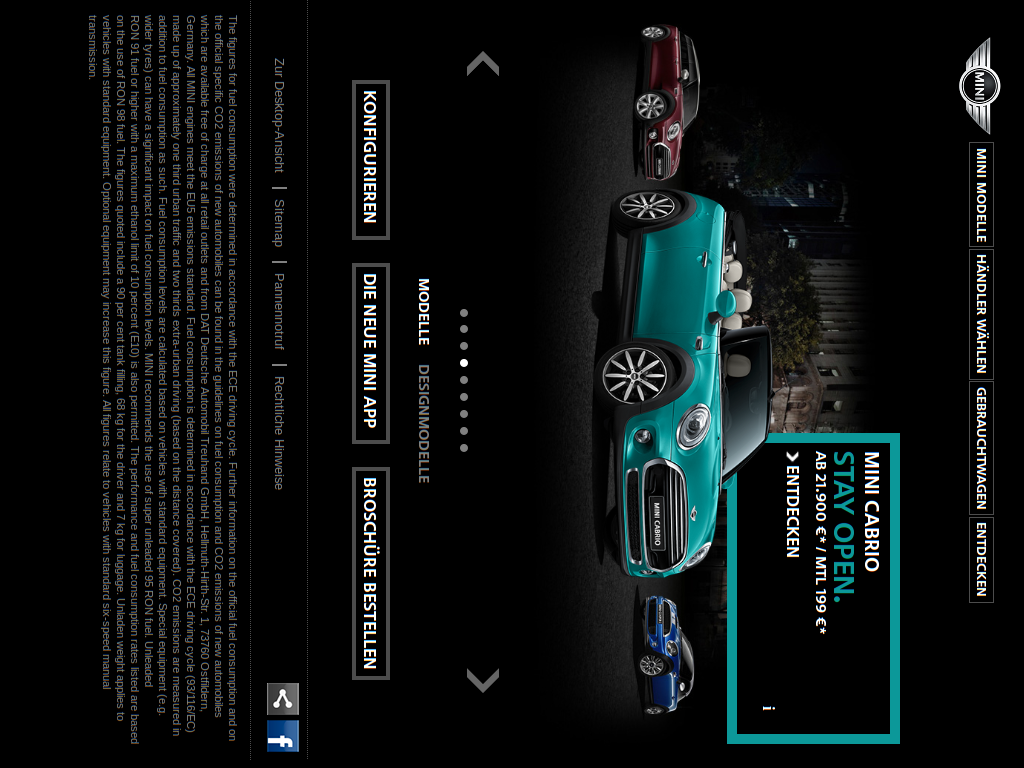 MINI
MINI MODELLE
HÄNDLER WÄHLEN
GEBRAUCHTWAGEN
ENTDECKEN
MINI CABRIO
STAY OPEN.
AB 21.900 €* / MTL 199 €*
ENTDECKEN
i
MINI CABRIO
MODELLE DESIGNMODELLE
KONFIGURIEREN
DIE NEUE MINI APP
BROSCHÜRE BESTELLEN
Zur Desktop-Ansicht | Sitemap | Pannennotruf | Rechtliche Hinweise
f
The figures for fuel consumption were determined in accordance with the ECE driving cycle. Further information on the official fuel consumption and on
the official specific CO2 emissions of new automobiles can be found in the guidelines on fuel consumption and CO2 emissions of new automobiles
which are available free of charge at all retail outlets and from DAT Deutsche Automobil Treuhand GmbH, Hellmuth-Hirth-Str. 1, 73760 Ostfildern,
Germany. All MINI engines meet the EU5 emissions standard. Fuel consumption is determined in accordance with the ECE driving cycle (93/116/EC)
made up of approximately one third urban traffic and two thirds extra-urban driving (based on the distance covered). CO2 emissions are measured in
addition to fuel consumption as such. Fuel consumption levels are calculated based on vehicles with standard equipment. Special equipment (e.g.
wider tyres) can have a significant impact on fuel consumption levels. MINI recommends the use of super unleaded 95 RON fuel. Unleaded
RON 91 fuel or higher with a maximum ethanol limit of 10 percent (E10) is also permitted. The performance and fuel consumption rates listed are based
on the use of RON 98 fuel. The figures quoted include a 90 per cent tank filling, 68 kg for the driver and 7 kg for luggage. Unladen weight applies to
vehicles with standard equipment. Optional equipment may increase this figure. All figures relate to vehicles with standard six-speed manual
transmission.